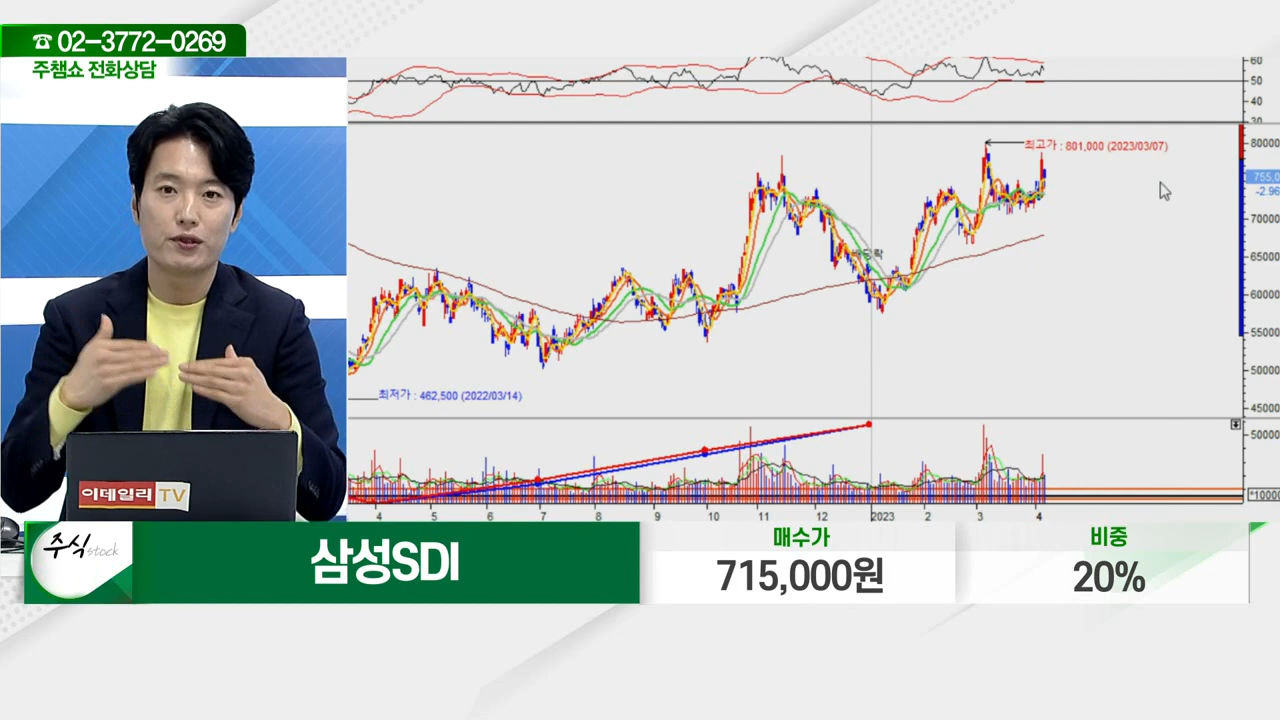 ☎ 02-3772-0269
주챔쇼 전화상담
60
50
40
30
최고가 : 801,000 (2023/03/07)
80000
755,0
-2.96
70000
65000
60000
55000
50000
45000
최저가 : 462,500 (2022/03/14)
50000
*10000
4 5 6 7 8 9 10 11 12 2023 2 3 4
이데일리 TV
주식 stock
삼성SDI
매수가
715,000원
비중
20%